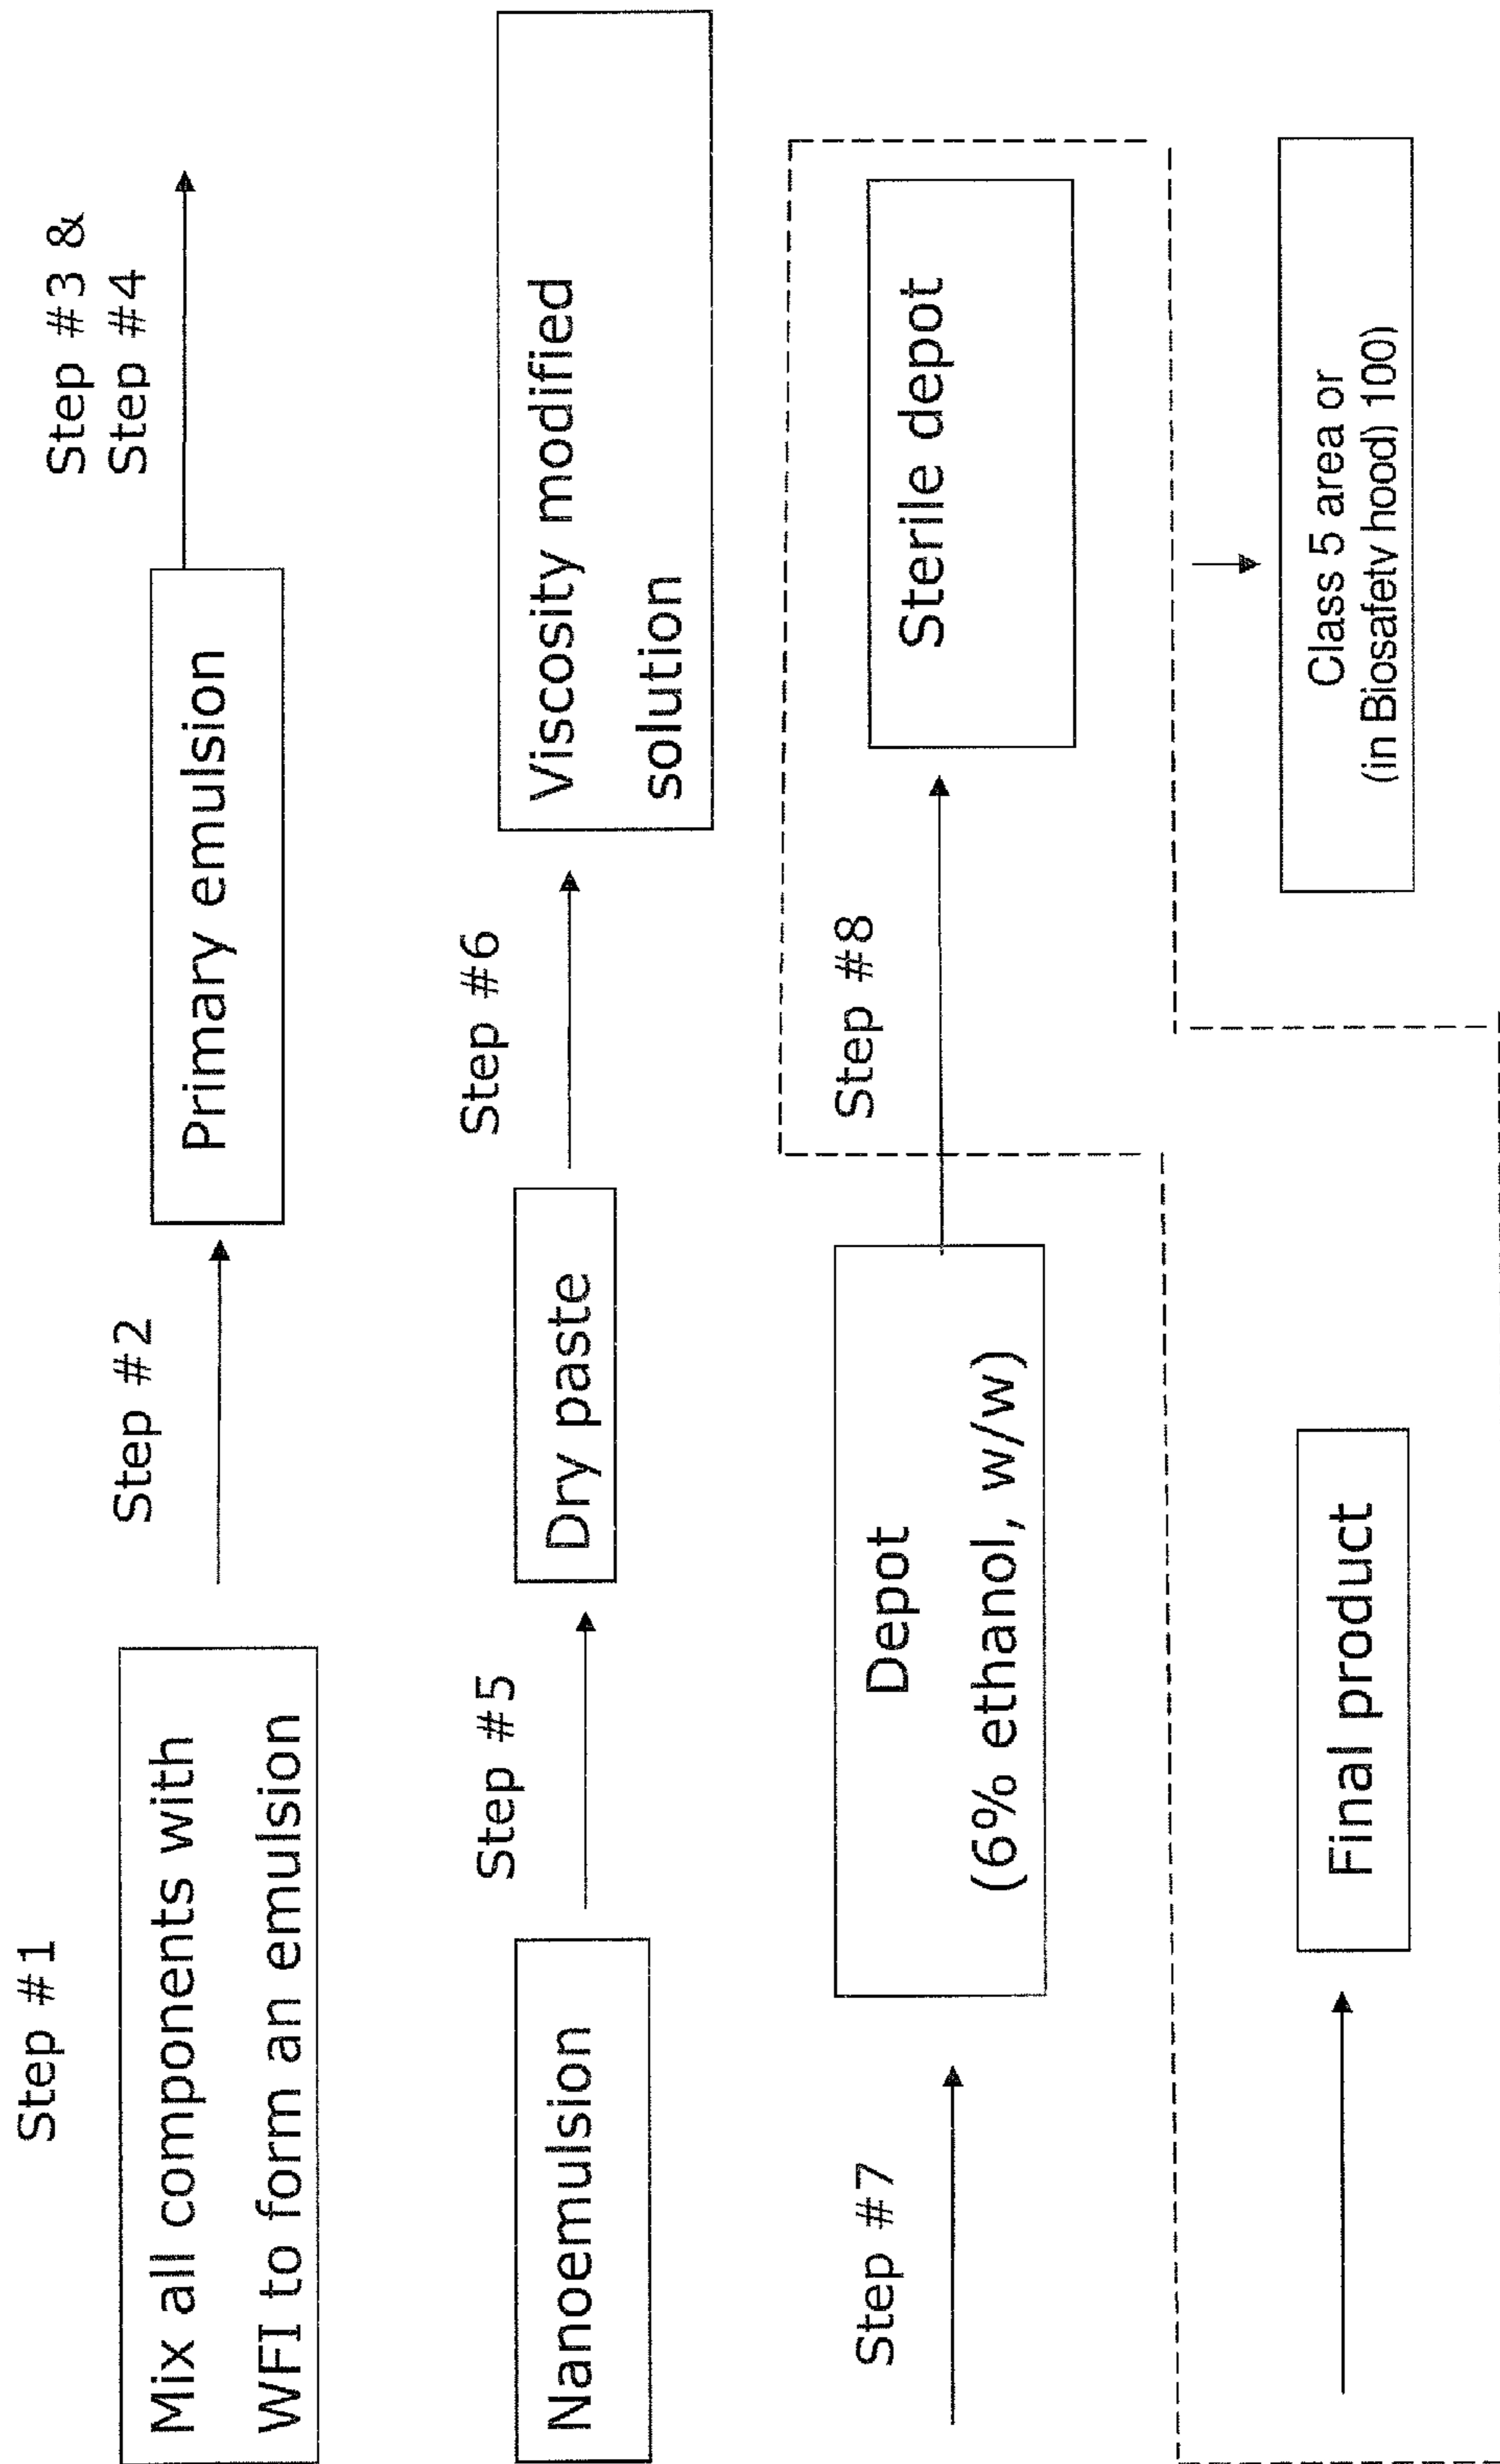 Step #1
Mix all components with
WFI to form an emulsion
Step #2
Primary emulsion
Step #3 &
Step #4
Nanoemulsion
Step #5
Dry paste
Step #6
Viscosity modified
solution
Step #7
Depot
(6% ethanol, w/w)
Step #8
Sterile depot
Final product
Class 5 area or
(in Biosafety hood) 100)